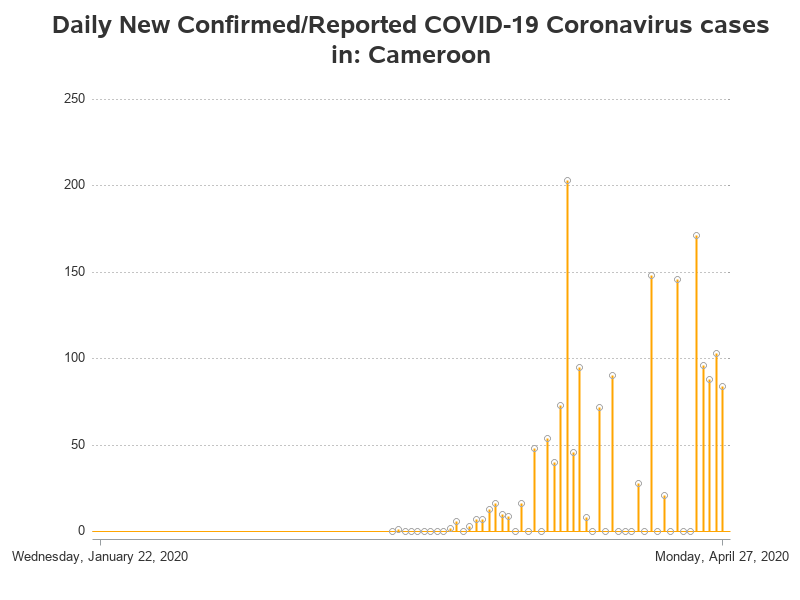 Daily New Confirmed/Reported COVID-19 Coronavirus cases
in: Cameroon
250
200
150
100
50
0
Wednesday, January 22, 2020
Monday, April 27, 2020